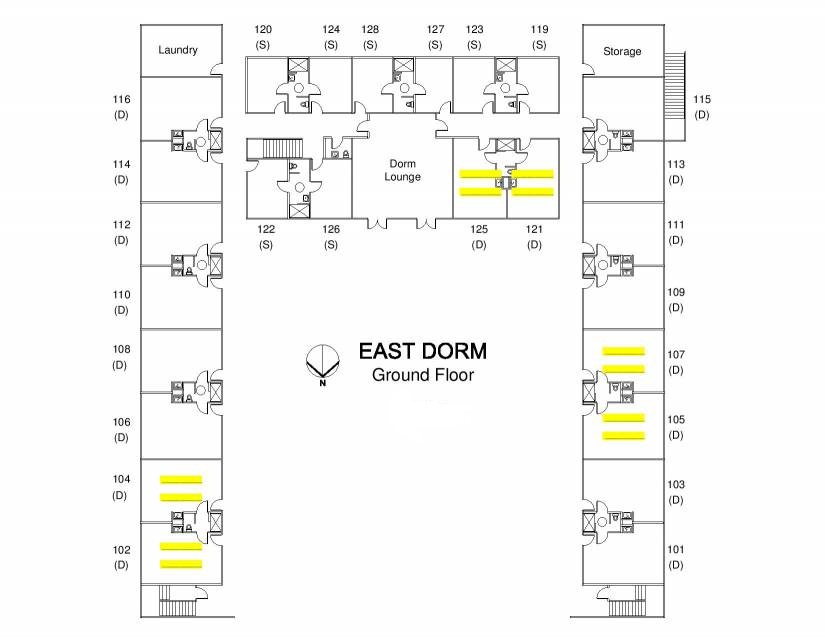 120 124 128 127 123 119
(S) (S) (S) (S) (S) (S)
Laundry
Storage
116
(D)
115
(D)
114
(D)
113
(D)
Dorm
Lounge
112
(D)
111
(D)
122 126 125 121
(S) (S) (D) (D)
110
(D)
109
(D)
108
(D)
107
(D)
EAST DORM
Ground Floor
N
106
(D)
105
(D)
104
(D)
103
(D)
102
(D)
101
(D)